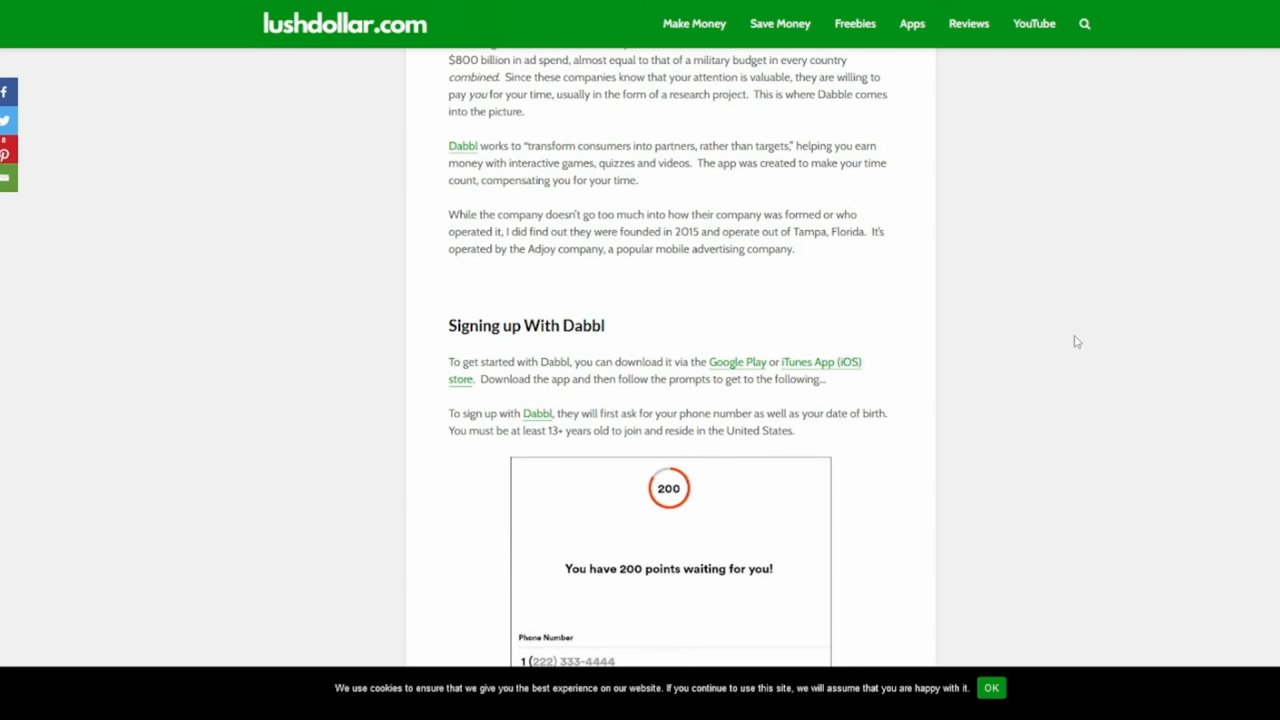 lushdollar.com
Make Money Save Money Freebies Apps Reviews YouTube
$800 billion in ad spend, almost equal to that of a military budget in every country
combined. Since these companies know that your attention is valuable, they are willing to
pay you for your time, usually in the form of a research project. This is where Dabble comes
into the picture.
Dabbl works to “transform consumers into partners, rather than targets,” helping you earn
money with interactive games, quizzes and videos. The app was created to make your time
count, compensating you for your time.
While the company doesn’t go too much into how their company was formed or who
operated it, I did find out they were founded in 2015 and operate out of Tampa, Florida. It’s
operated by the Adjoy company, a popular mobile advertising company.
Signing up With Dabbl
To get started with Dabbl, you can download it via the Google Play or iTunes App (iOS)
store. Download the app and then follow the prompts to get to the following…
To sign up with Dabbl, they will first ask for your phone number as well as your date of birth.
You must be at least 13+ years old to join and reside in the United States.
200
You have 200 points waiting for you!
Phone Number
1 (222) 333-4444
We use cookies to ensure that we give you the best experience on our website. If you continue to use this site, we will assume that you are happy with it. OK